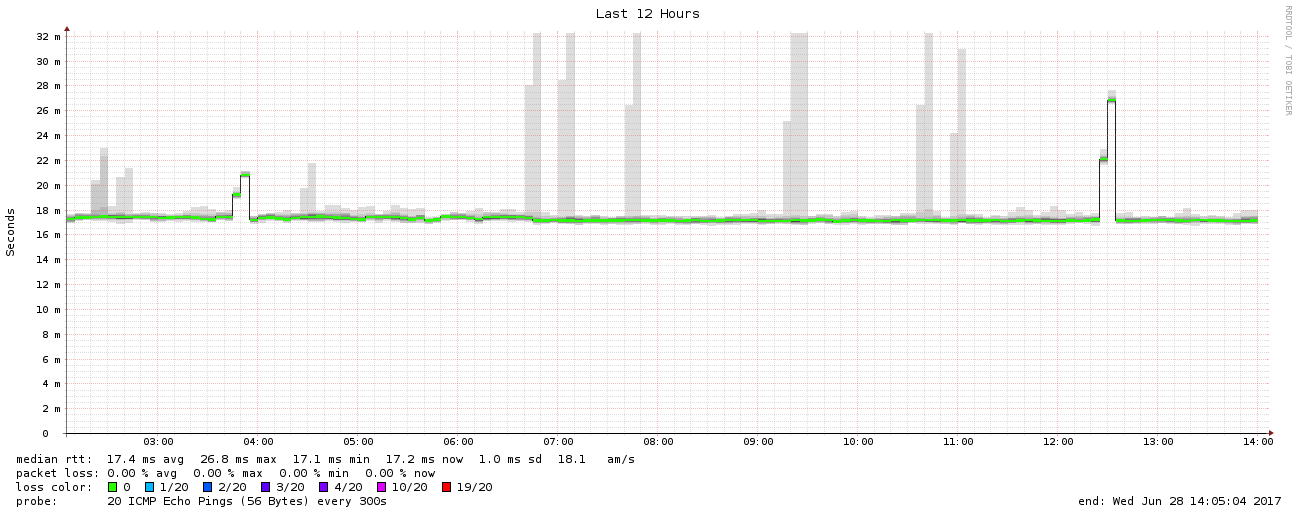 Last 12 Hours
RRDTOOL / TOBI OETIKER
Seconds
32 m
30 m
28 m
26 m
24 m
22 m
20 m
18 m
16 m
14 m
12 m
10 m
8 m
6 m
4 m
2 m
0
03:00 04:00 05:00 06:00 07:00 08:00 09:00 10:00 11:00 12:00 13:00 14:00
median rtt: 17.4 ms avg 26.8 ms max 17.1 ms min 17.2 ms now 1.0 ms sd 18.1 am/s
packet loss: 0.00 % avg 0.00 % max 0.00 % min 0.00 % now
loss color: 0 1/20 2/20 3/20 4/20 10/20 19/20
probe: 20 ICMP Echo Pings (56 Bytes) every 300s
end: Wed Jun 28 14:05:04 2017